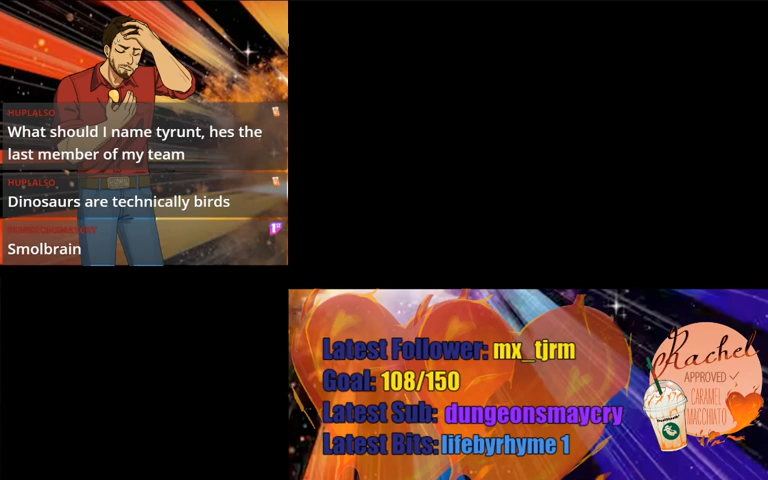 HUPLALSO
What should I name tyrunt, hes the
last member of my team
HUPLALSO
Dinosaurs are technically birds
Smolbrain
Latest Follower: mx_tjrm
Goal: 108/150
Latest Sub: dungeonsmaycry
Latest Bits: lifebyrhyme 1
Rachel
APPROVED
CARAMEL
MACCHIATO